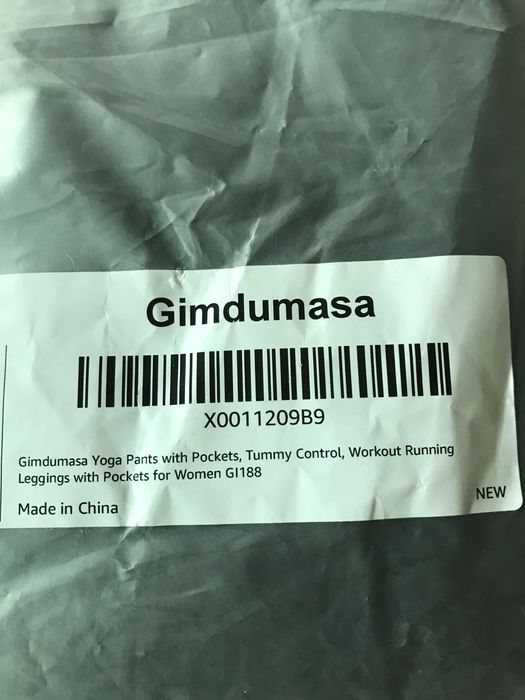 Gimdumasa
X0011209B9
Gimdumasa Yoga Pants with Pockets, Tummy Control, Workout Running
Leggings with Pockets for Women GI188
NEW
Made in China